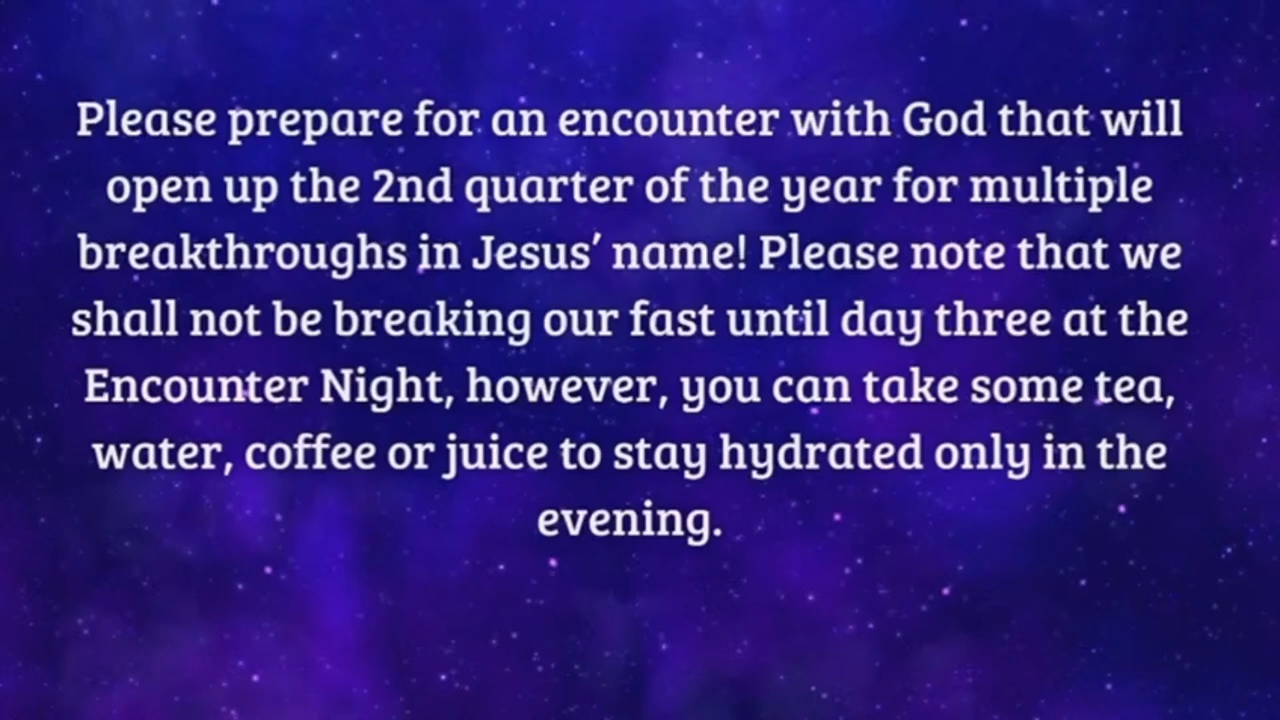 Please prepare for an encounter with God that will
open up the 2nd quarter of the year for multiple
breakthroughs in Jesus’ name! Please note that we
shall not be breaking our fast until day three at the
Encounter Night, however, you can take some tea,
water, coffee or juice to stay hydrated only in the
evening.